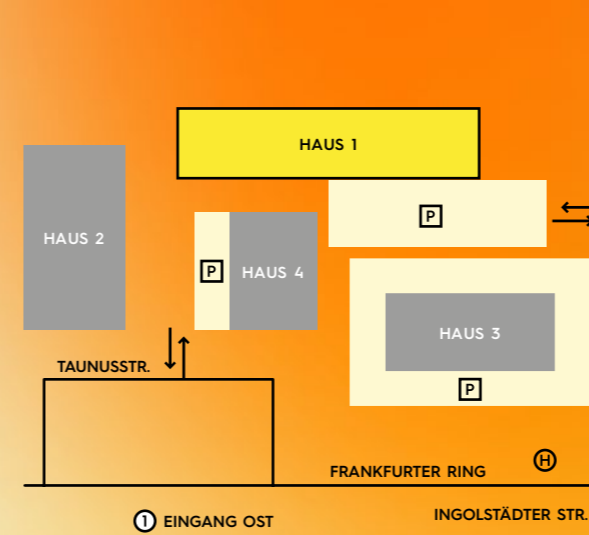 HAUS 1
HAUS 2
P
P
HAUS 4
HAUS 3
TAUNUSSTR.
P
FRANKFURTER RING
H
1 EINGANG OST
INGOLSTÄDTER STR.